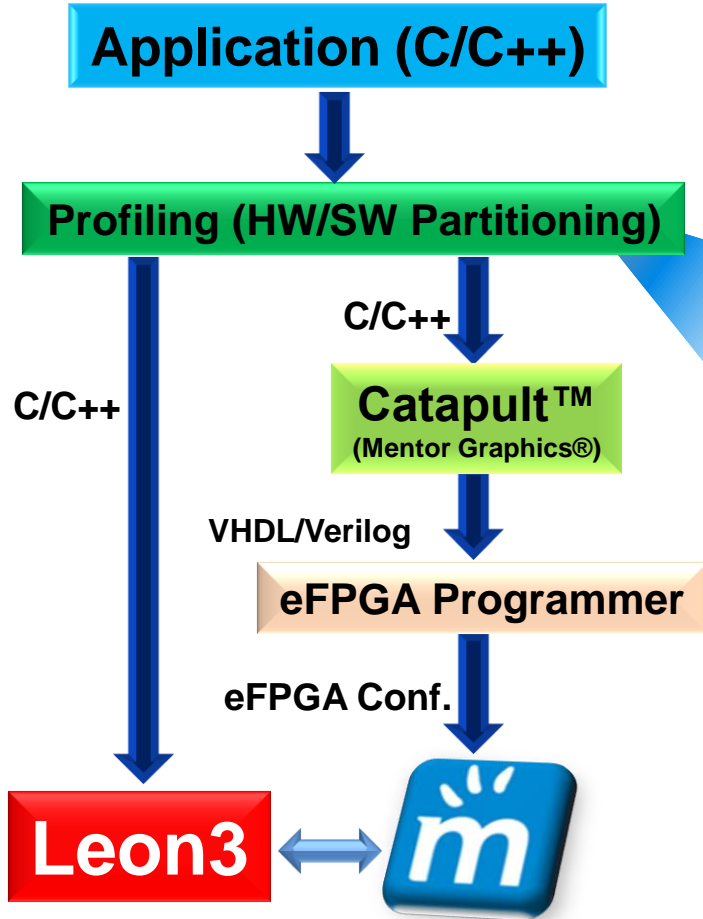 Application (C/C++)
Profiling (HW/SW Partitioning)
C/C++
C/C++
Catapult™
(Mentor Graphics®)
VHDL/Verilog
eFPGA Programmer
eFPGA Conf.
Leon3
m